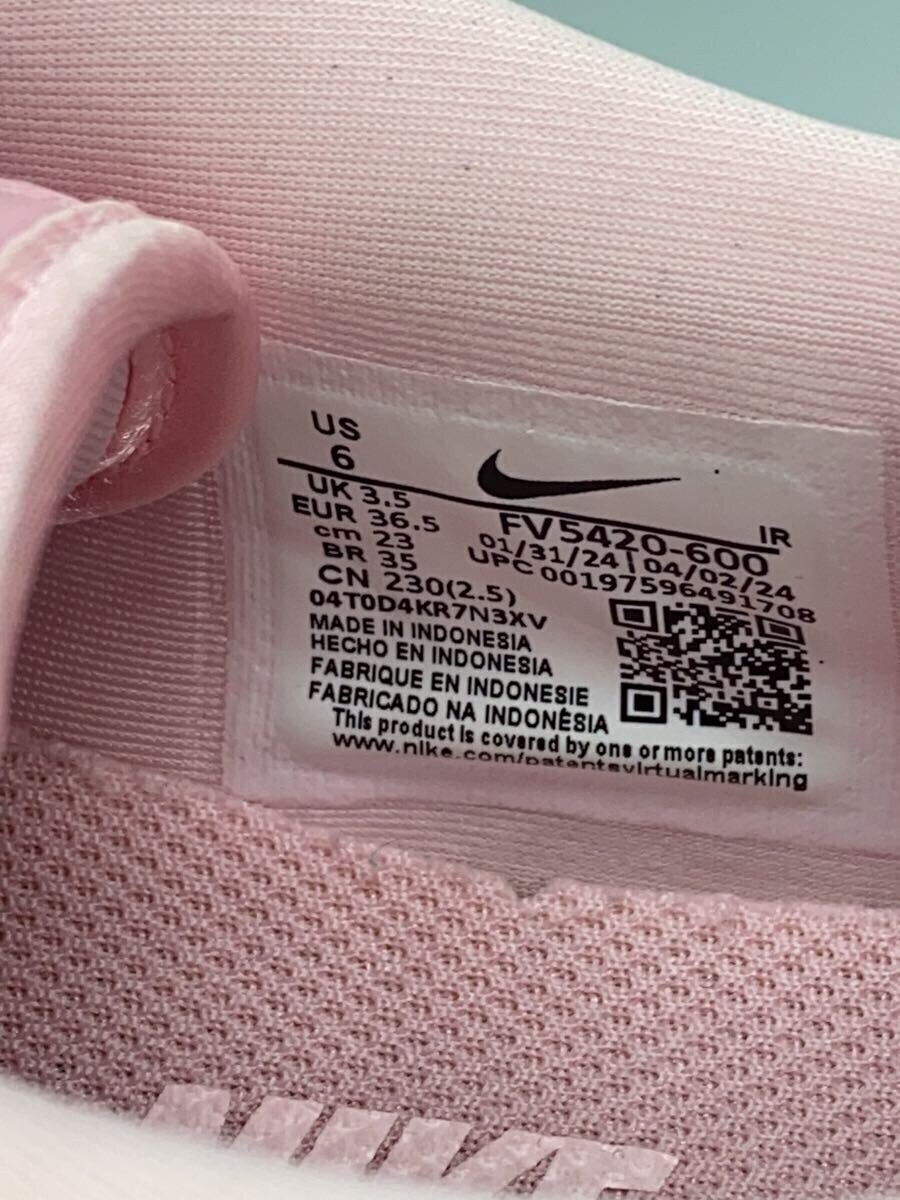 US
6
UK 3.5
EUR 36.5
cm 23
BR 35
CN 230(2.5)
04T0D4KR7N3XV
IR
FV5420-600
01/31/24 | 04/02/24
UPC 00197596491708
MADE IN INDONESIA
HECHO EN INDONESIA
FABRIQUE EN INDONESIE
FABRICADO NA INDONÉSIA
This product is covered by one or more patents:
www.nike.com/patentsvirtualmarking
NIKE